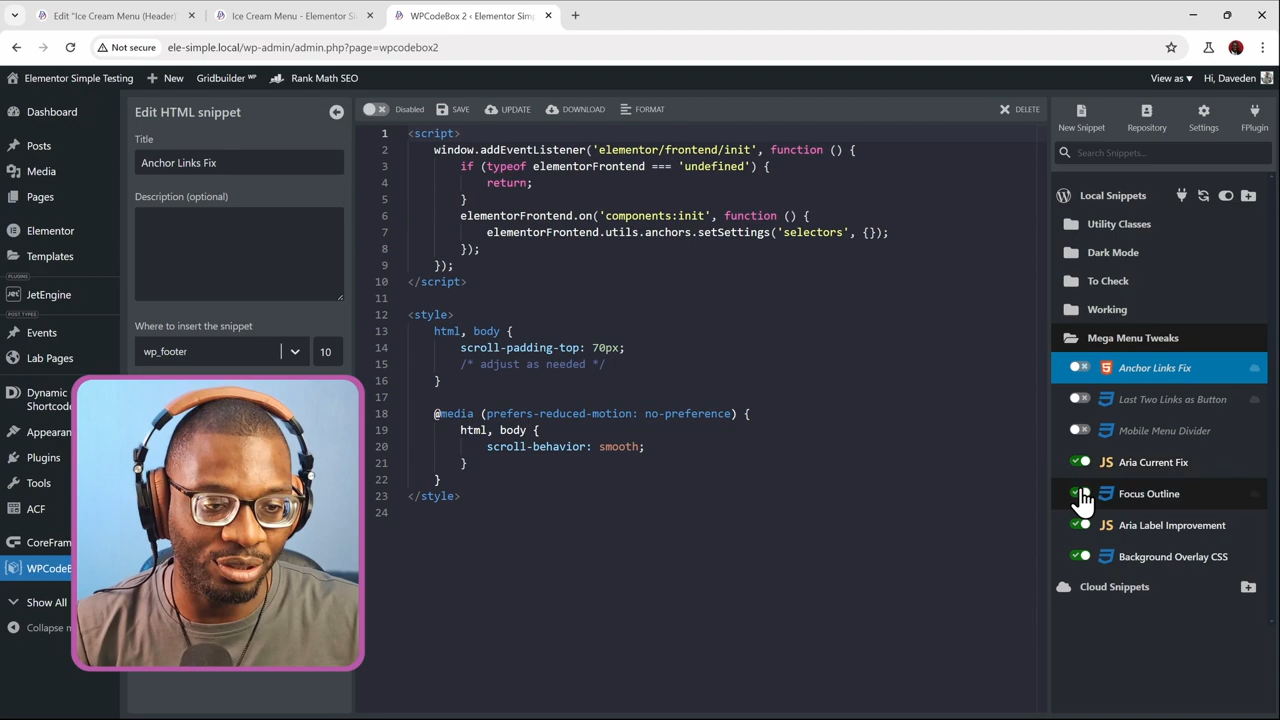 Edit "Ice Cream Menu (Header)"
Ice Cream Menu - Elementor Sim
WPCodeBox 2 ‹ Elementor Simp
Not secure
ele-simple.local/wp-admin/admin.php?page=wpcodebox2
Elementor Simple Testing
New
Gridbuilder WP
Rank Math SEO
View as
Hi, Daveden
Dashboard
Posts
Media
Pages
Elementor
Templates
PLUGINS
JetEngine
POST TYPES
Events
Lab Pages
Dynamic
Shortcode
Appearan
Plugins
Tools
ACF
CoreFram
WPCodeB
Show All
Collapse m
Edit HTML snippet
Title
Anchor Links Fix
Description (optional)
Where to insert the snippet
wp_footer
10
Disabled
SAVE
UPDATE
DOWNLOAD
FORMAT
DELETE
1 <script>
2 window.addEventListener('elementor/frontend/init', function () {
3 if (typeof elementorFrontend === 'undefined') {
4 return;
5 }
6 elementorFrontend.on('components:init', function () {
7 elementorFrontend.utils.anchors.setSettings('selectors', {});
8 });
9 });
10 </script>
11
12 <style>
13 html, body {
14 scroll-padding-top: 70px;
15 /* adjust as needed */
16 }
17
18 @media (prefers-reduced-motion: no-preference) {
19 html, body {
20 scroll-behavior: smooth;
21 }
22 }
23 </style>
24
New Snippet
Repository
Settings
FPlugin
Search Snippets...
Local Snippets
Utility Classes
Dark Mode
To Check
Working
Mega Menu Tweaks
Anchor Links Fix
Last Two Links as Button
Mobile Menu Divider
JS Aria Current Fix
Focus Outline
JS Aria Label Improvement
Background Overlay CSS
Cloud Snippets